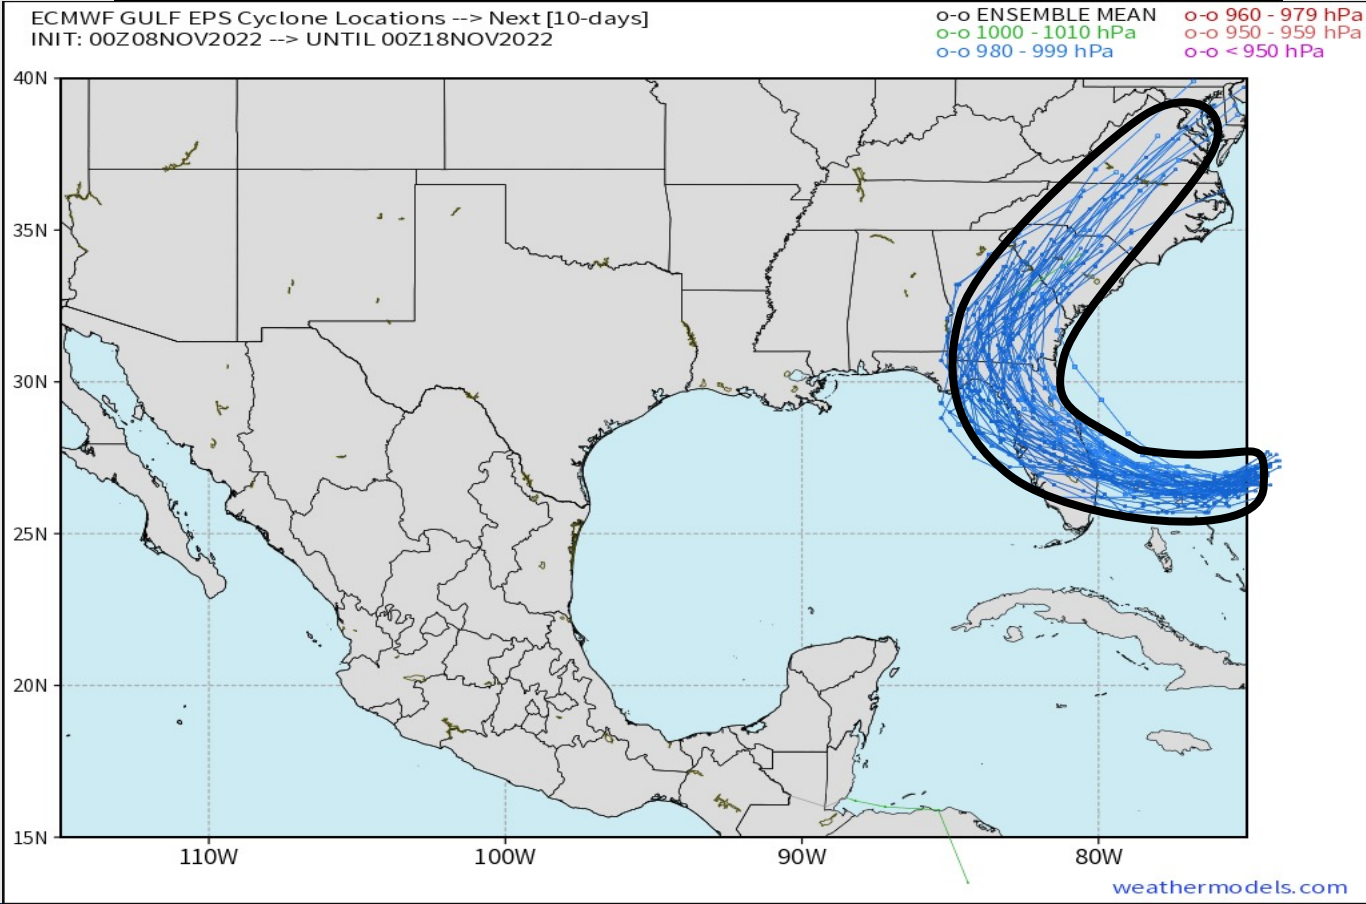 ECMWF GULF EPS Cyclone Locations --> Next [10-days]
INIT: 00Z08NOV2022 --> UNTIL 00Z18NOV2022
o-o ENSEMBLE MEAN
o-o 1000 - 1010 hPa
o-o 980 - 999 hPa
o-o 960 - 979 hPa
o-o 950 - 959 hPa
o-o < 950 hPa
40N
35N
30N
25N
20N
15N
110W
100W
90W
80W
weathermodels.com